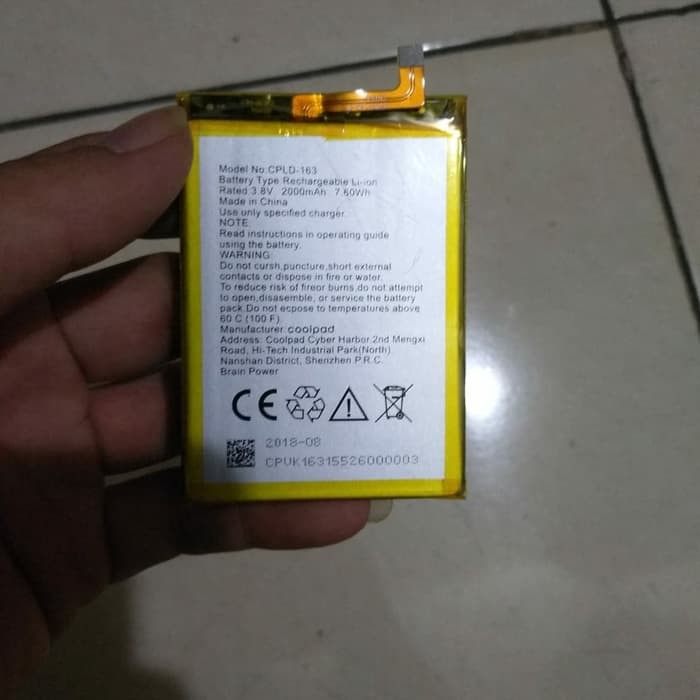 Model No:CPLD-163
Battery Type Rechargeable Li-ion
Rated 3.8V 2000mAh 7.60Wh
Made in China
Use only specified charger.
NOTE:
Read instructions in operating guide
using the battery.
WARNING:
Do not cursh,puncture,short external
contacts or dispose in fire or water.
To reduce risk of fireor burns,do not attempt
to open,disasemble, or service the battery
pack.Do not ecpose to temperatures above
60 C (100 F).
Manufacturer:coolpad
Address: Coolpad Cyber Harbor.2nd Mengxi
Road, Hi-Tech Industrial Park(North)
Nanshan District, Shenzhen P.R.C.
Brain Power
CE
2018-08
CPUK16315526000003